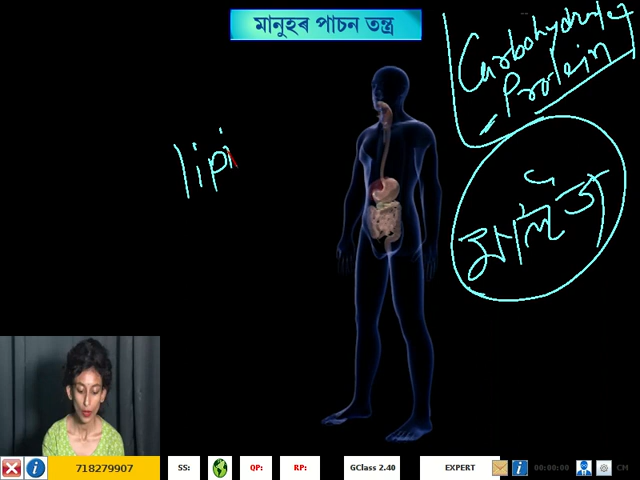 মানুহৰ পাচন তন্ত্ৰ
Carbohydrate
Protein
lipi
718279907
SS:
QP:
RP:
GClass 2.40
EXPERT
00:00:00
CM